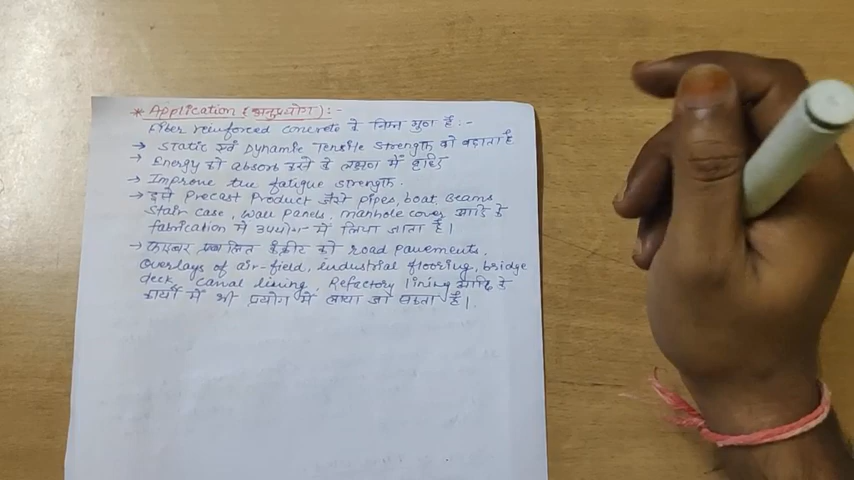 * Application (अनुप्रयोग) :-
Fiber reinforced concrete के निम्न गुण हैं :-
→ Static एवं Dynamic Tensile Strength को बढ़ाता है
→ Energy को absorb करने के लक्षण में वृद्धि
→ Improve the fatigue strength.
→ इसे Precast Product जैसे pipes, boat, Beams
Stair case, wall panels, manhole cover आदि के
fabrication में उपयोग में लिया जाता है।
→ फाइबर प्रबलित कंक्रीट को road pavements,
Overlays of air-field, industrial flooring, bridge
deck, canal lining, Refactory lining आदि के
कार्यों में भी प्रयोग में लाया जा सकता है।